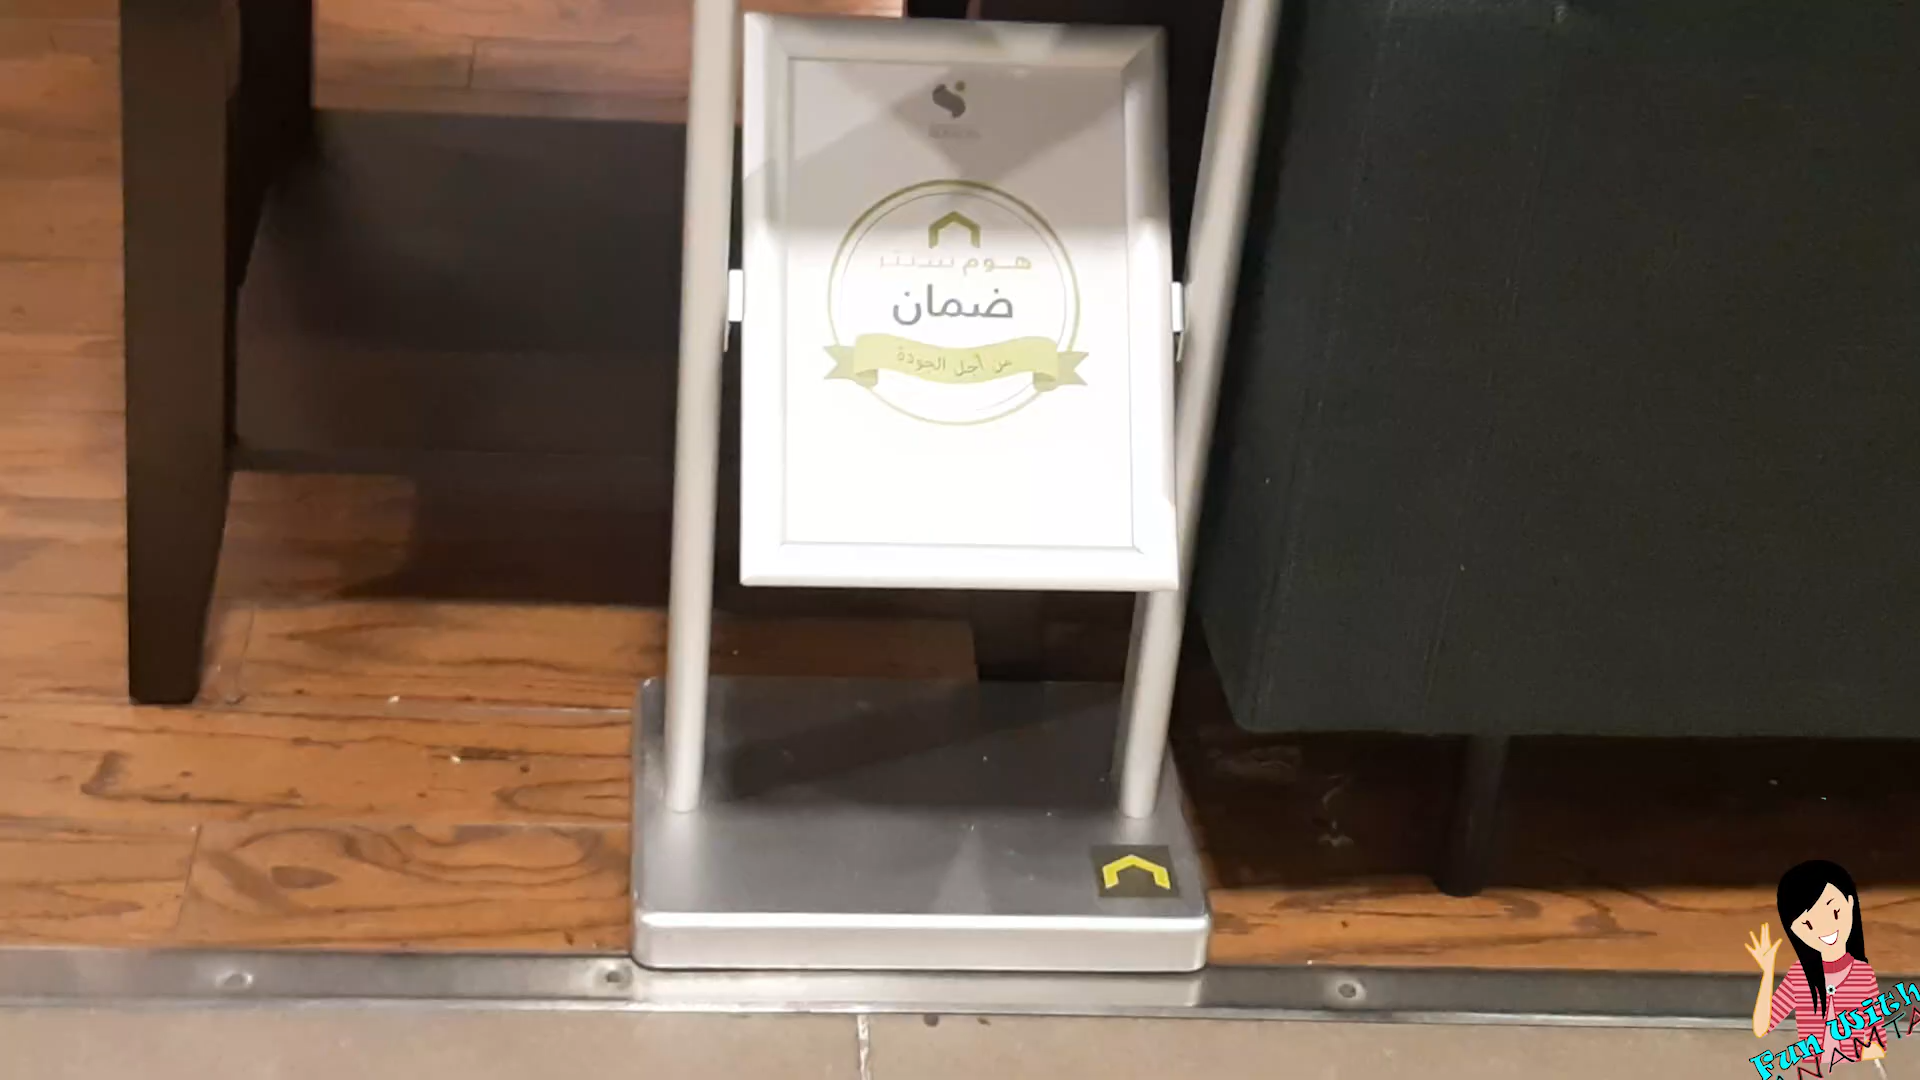 هوم سنتر
ضمان
من أجل الجودة
Fun With
ANAMTA